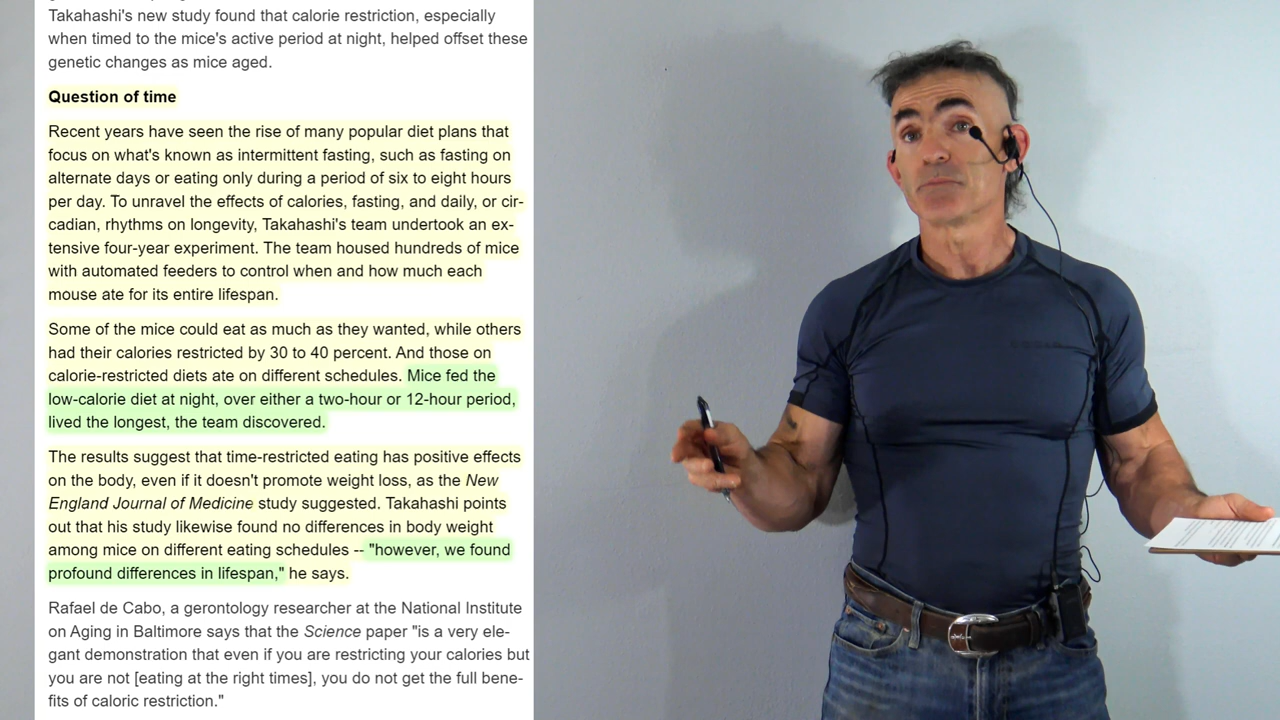 Takahashi's new study found that calorie restriction, especially
when timed to the mice's active period at night, helped offset these
genetic changes as mice aged.
Question of time
Recent years have seen the rise of many popular diet plans that
focus on what's known as intermittent fasting, such as fasting on
alternate days or eating only during a period of six to eight hours
per day. To unravel the effects of calories, fasting, and daily, or cir-
cadian, rhythms on longevity, Takahashi's team undertook an ex-
tensive four-year experiment. The team housed hundreds of mice
with automated feeders to control when and how much each
mouse ate for its entire lifespan.
Some of the mice could eat as much as they wanted, while others
had their calories restricted by 30 to 40 percent. And those on
calorie-restricted diets ate on different schedules. Mice fed the
low-calorie diet at night, over either a two-hour or 12-hour period,
lived the longest, the team discovered.
The results suggest that time-restricted eating has positive effects
on the body, even if it doesn't promote weight loss, as the New
England Journal of Medicine study suggested. Takahashi points
out that his study likewise found no differences in body weight
among mice on different eating schedules -- "however, we found
profound differences in lifespan," he says.
Rafael de Cabo, a gerontology researcher at the National Institute
on Aging in Baltimore says that the Science paper "is a very ele-
gant demonstration that even if you are restricting your calories but
you are not [eating at the right times], you do not get the full bene-
fits of caloric restriction."